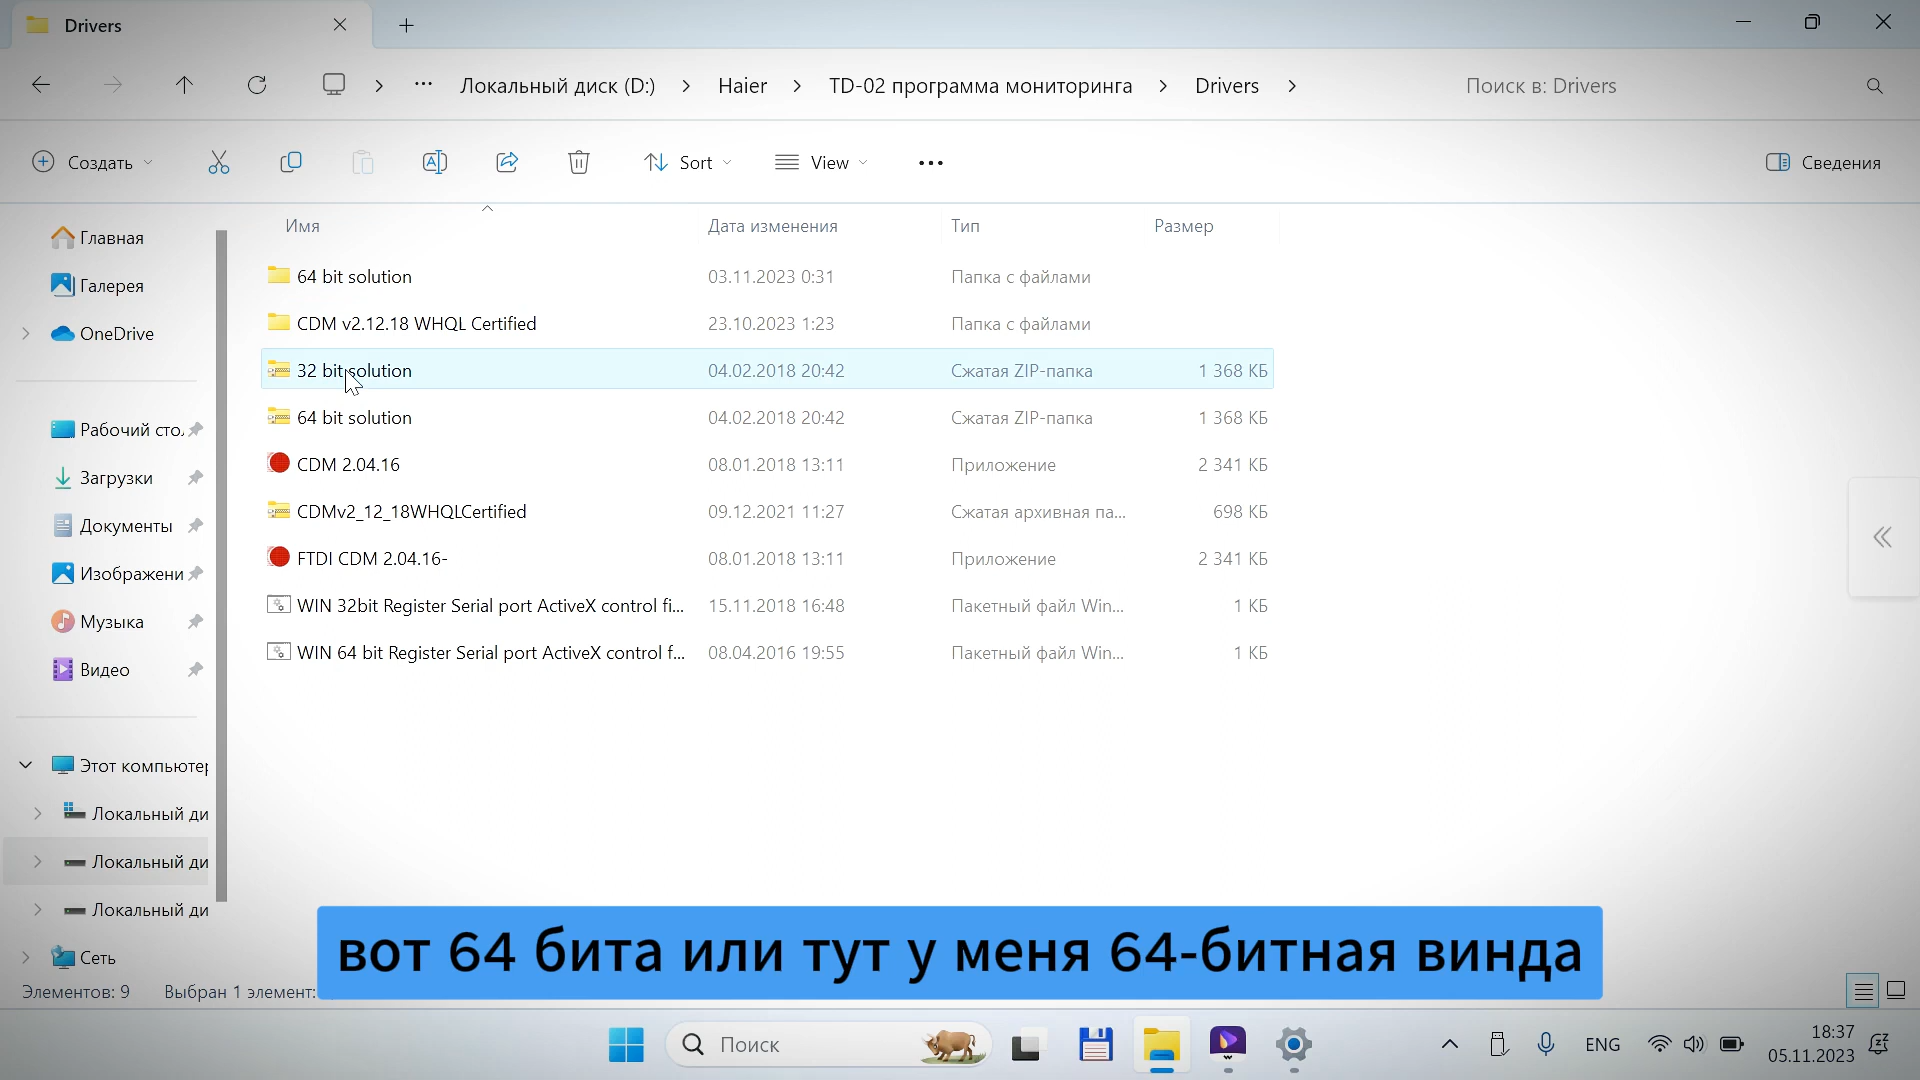 Drivers
Локальный диск (D:) Haier TD-02 программа мониторинга Drivers
Поиск в: Drivers
Создать Sort View Сведения
Имя Дата изменения Тип Размер
64 bit solution 03.11.2023 0:31 Папка с файлами
CDM v2.12.18 WHQL Certified 23.10.2023 1:23 Папка с файлами
32 bit solution 04.02.2018 20:42 Сжатая ZIP-папка 1 368 КБ
64 bit solution 04.02.2018 20:42 Сжатая ZIP-папка 1 368 КБ
CDM 2.04.16 08.01.2018 13:11 Приложение 2 341 КБ
CDMv2_12_18WHQLCertified 09.12.2021 11:27 Сжатая архивная па... 698 КБ
FTDI CDM 2.04.16- 08.01.2018 13:11 Приложение 2 341 КБ
WIN 32bit Register Serial port ActiveX control fi... 15.11.2018 16:48 Пакетный файл Win... 1 КБ
WIN 64 bit Register Serial port ActiveX control f... 08.04.2016 19:55 Пакетный файл Win... 1 КБ
Главная
Галерея
OneDrive
Рабочий сто
Загрузки
Документы
Изображени
Музыка
Видео
Этот компьютер
Локальный ди
Локальный ди
Локальный ди
Сеть
вот 64 бита или тут у меня 64-битная винда
Элементов: 9 Выбран 1 элемент:
Поиск
ENG
18:37
05.11.2023